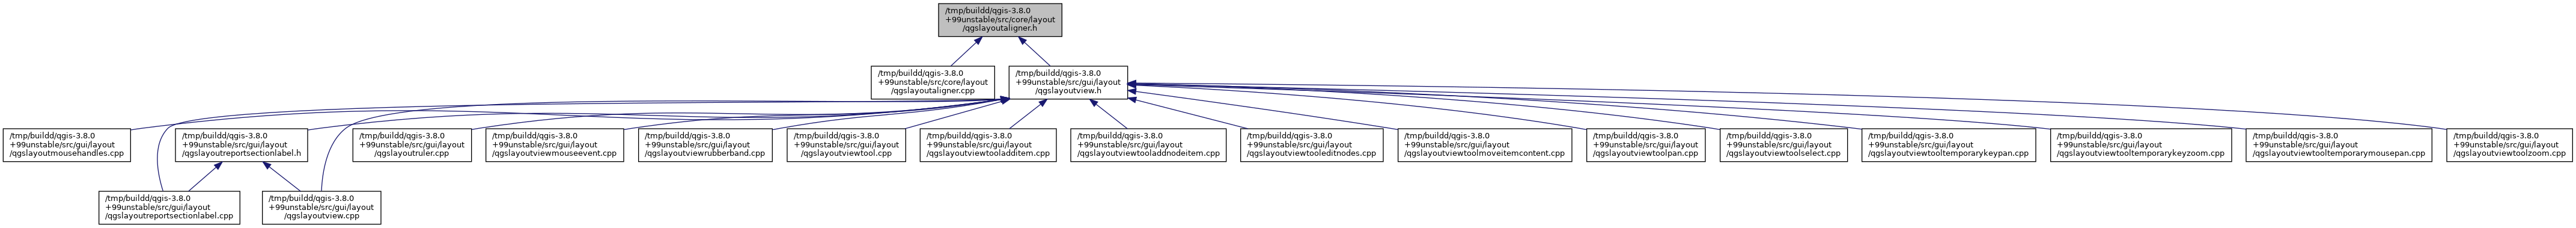 /tmp/buildd/qgis-3.8.0
+99unstable/src/core/layout
/qgslayoutaligner.h
/tmp/buildd/qgis-3.8.0
+99unstable/src/core/layout
/qgslayoutaligner.cpp
/tmp/buildd/qgis-3.8.0
+99unstable/src/gui/layout
/qgslayoutview.h
/tmp/buildd/qgis-3.8.0
+99unstable/src/gui/layout
/qgslayoutmousehandles.cpp
/tmp/buildd/qgis-3.8.0
+99unstable/src/gui/layout
/qgslayoutreportsectionlabel.h
/tmp/buildd/qgis-3.8.0
+99unstable/src/gui/layout
/qgslayoutruler.cpp
/tmp/buildd/qgis-3.8.0
+99unstable/src/gui/layout
/qgslayoutviewmouseevent.cpp
/tmp/buildd/qgis-3.8.0
+99unstable/src/gui/layout
/qgslayoutviewrubberband.cpp
/tmp/buildd/qgis-3.8.0
+99unstable/src/gui/layout
/qgslayoutviewtool.cpp
/tmp/buildd/qgis-3.8.0
+99unstable/src/gui/layout
/qgslayoutviewtooladditem.cpp
/tmp/buildd/qgis-3.8.0
+99unstable/src/gui/layout
/qgslayoutviewtooladdnodeitem.cpp
/tmp/buildd/qgis-3.8.0
+99unstable/src/gui/layout
/qgslayoutviewtooleditnodes.cpp
/tmp/buildd/qgis-3.8.0
+99unstable/src/gui/layout
/qgslayoutviewtoolmoveitemcontent.cpp
/tmp/buildd/qgis-3.8.0
+99unstable/src/gui/layout
/qgslayoutviewtoolpan.cpp
/tmp/buildd/qgis-3.8.0
+99unstable/src/gui/layout
/qgslayoutviewtoolselect.cpp
/tmp/buildd/qgis-3.8.0
+99unstable/src/gui/layout
/qgslayoutviewtooltemporarykeypan.cpp
/tmp/buildd/qgis-3.8.0
+99unstable/src/gui/layout
/qgslayoutviewtooltemporarykeyzoom.cpp
/tmp/buildd/qgis-3.8.0
+99unstable/src/gui/layout
/qgslayoutviewtooltemporarymousepan.cpp
/tmp/buildd/qgis-3.8.0
+99unstable/src/gui/layout
/qgslayoutviewtoolzoom.cpp
/tmp/buildd/qgis-3.8.0
+99unstable/src/gui/layout
/qgslayoutreportsectionlabel.cpp
/tmp/buildd/qgis-3.8.0
+99unstable/src/gui/layout
/qgslayoutview.cpp